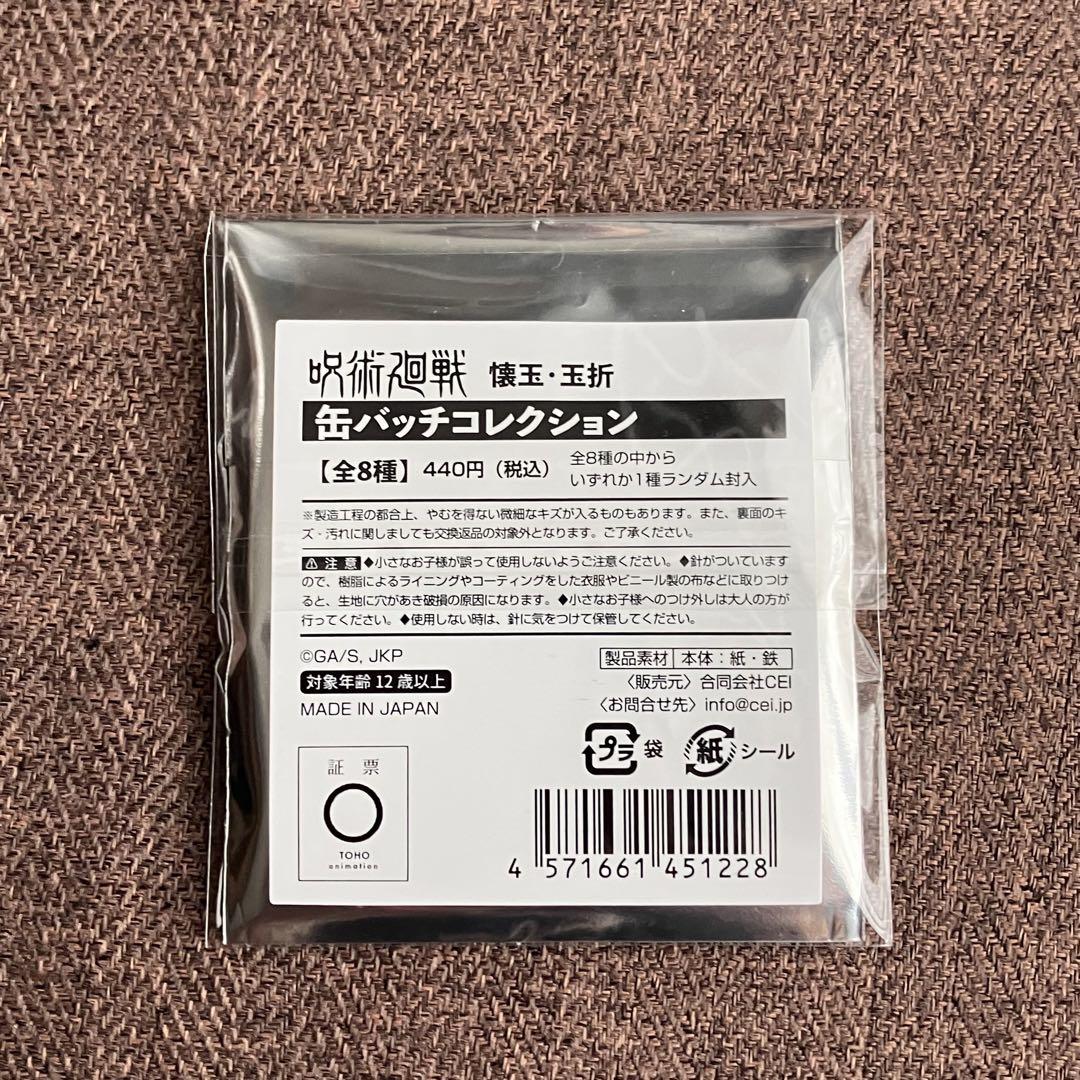 呪術廻戦 懐玉・玉折
缶バッチコレクション
【全8種】 440円（税込） 全8種の中から
いずれか1種ランダム封入
※製造工程の都合上、やむを得ない微細なキズが入るものもあります。また、裏面のキ
ズ・汚れに関しましても交換返品の対象外となります。ご了承ください。
⚠注意 ◆小さなお子様が誤って使用しないようご注意ください。◆針がついています
ので、樹脂によるライニングやコーティングをした衣服やビニール製の布などに取りつけ
ると、生地に穴があき破損の原因になります。◆小さなお子様へのつけ外しは大人の方が
行ってください。◆使用しない時は、針に気をつけて保管してください。
©GA/S, JKP
対象年齢12歳以上
MADE IN JAPAN
製品素材 本体：紙・鉄
〈販売元〉合同会社CEI
〈お問合せ先〉info@cei.jp
プラ 袋 紙 シール
証票
TOHO
animation
4 571661 451228